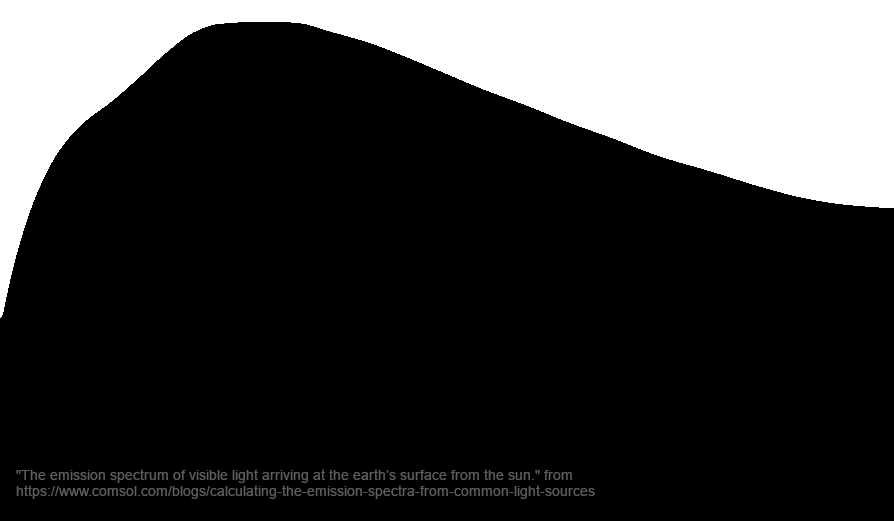 "The emission spectrum of visible light arriving at the earth's surface from the sun." from
https://www.comsol.com/blogs/calculating-the-emission-spectra-from-common-light-sources